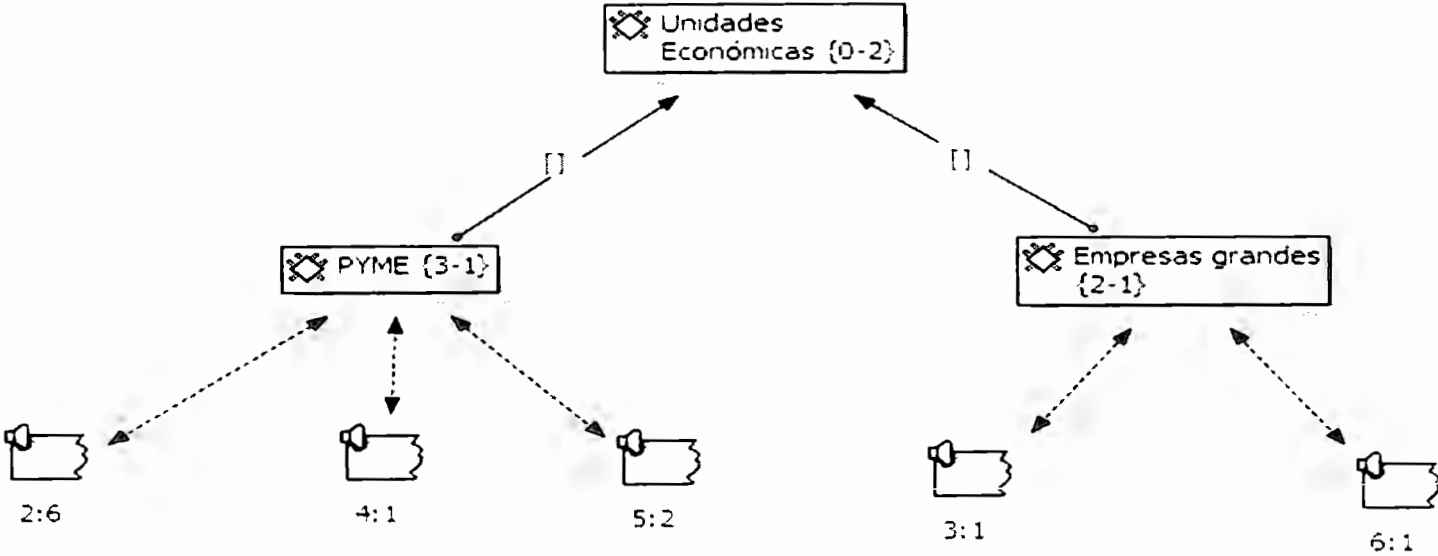 Unidades
Económicas {0-2}
[]
[]
PYME {3-1}
Empresas grandes
{2-1}
2:6
4:1
5:2
3:1
6:1